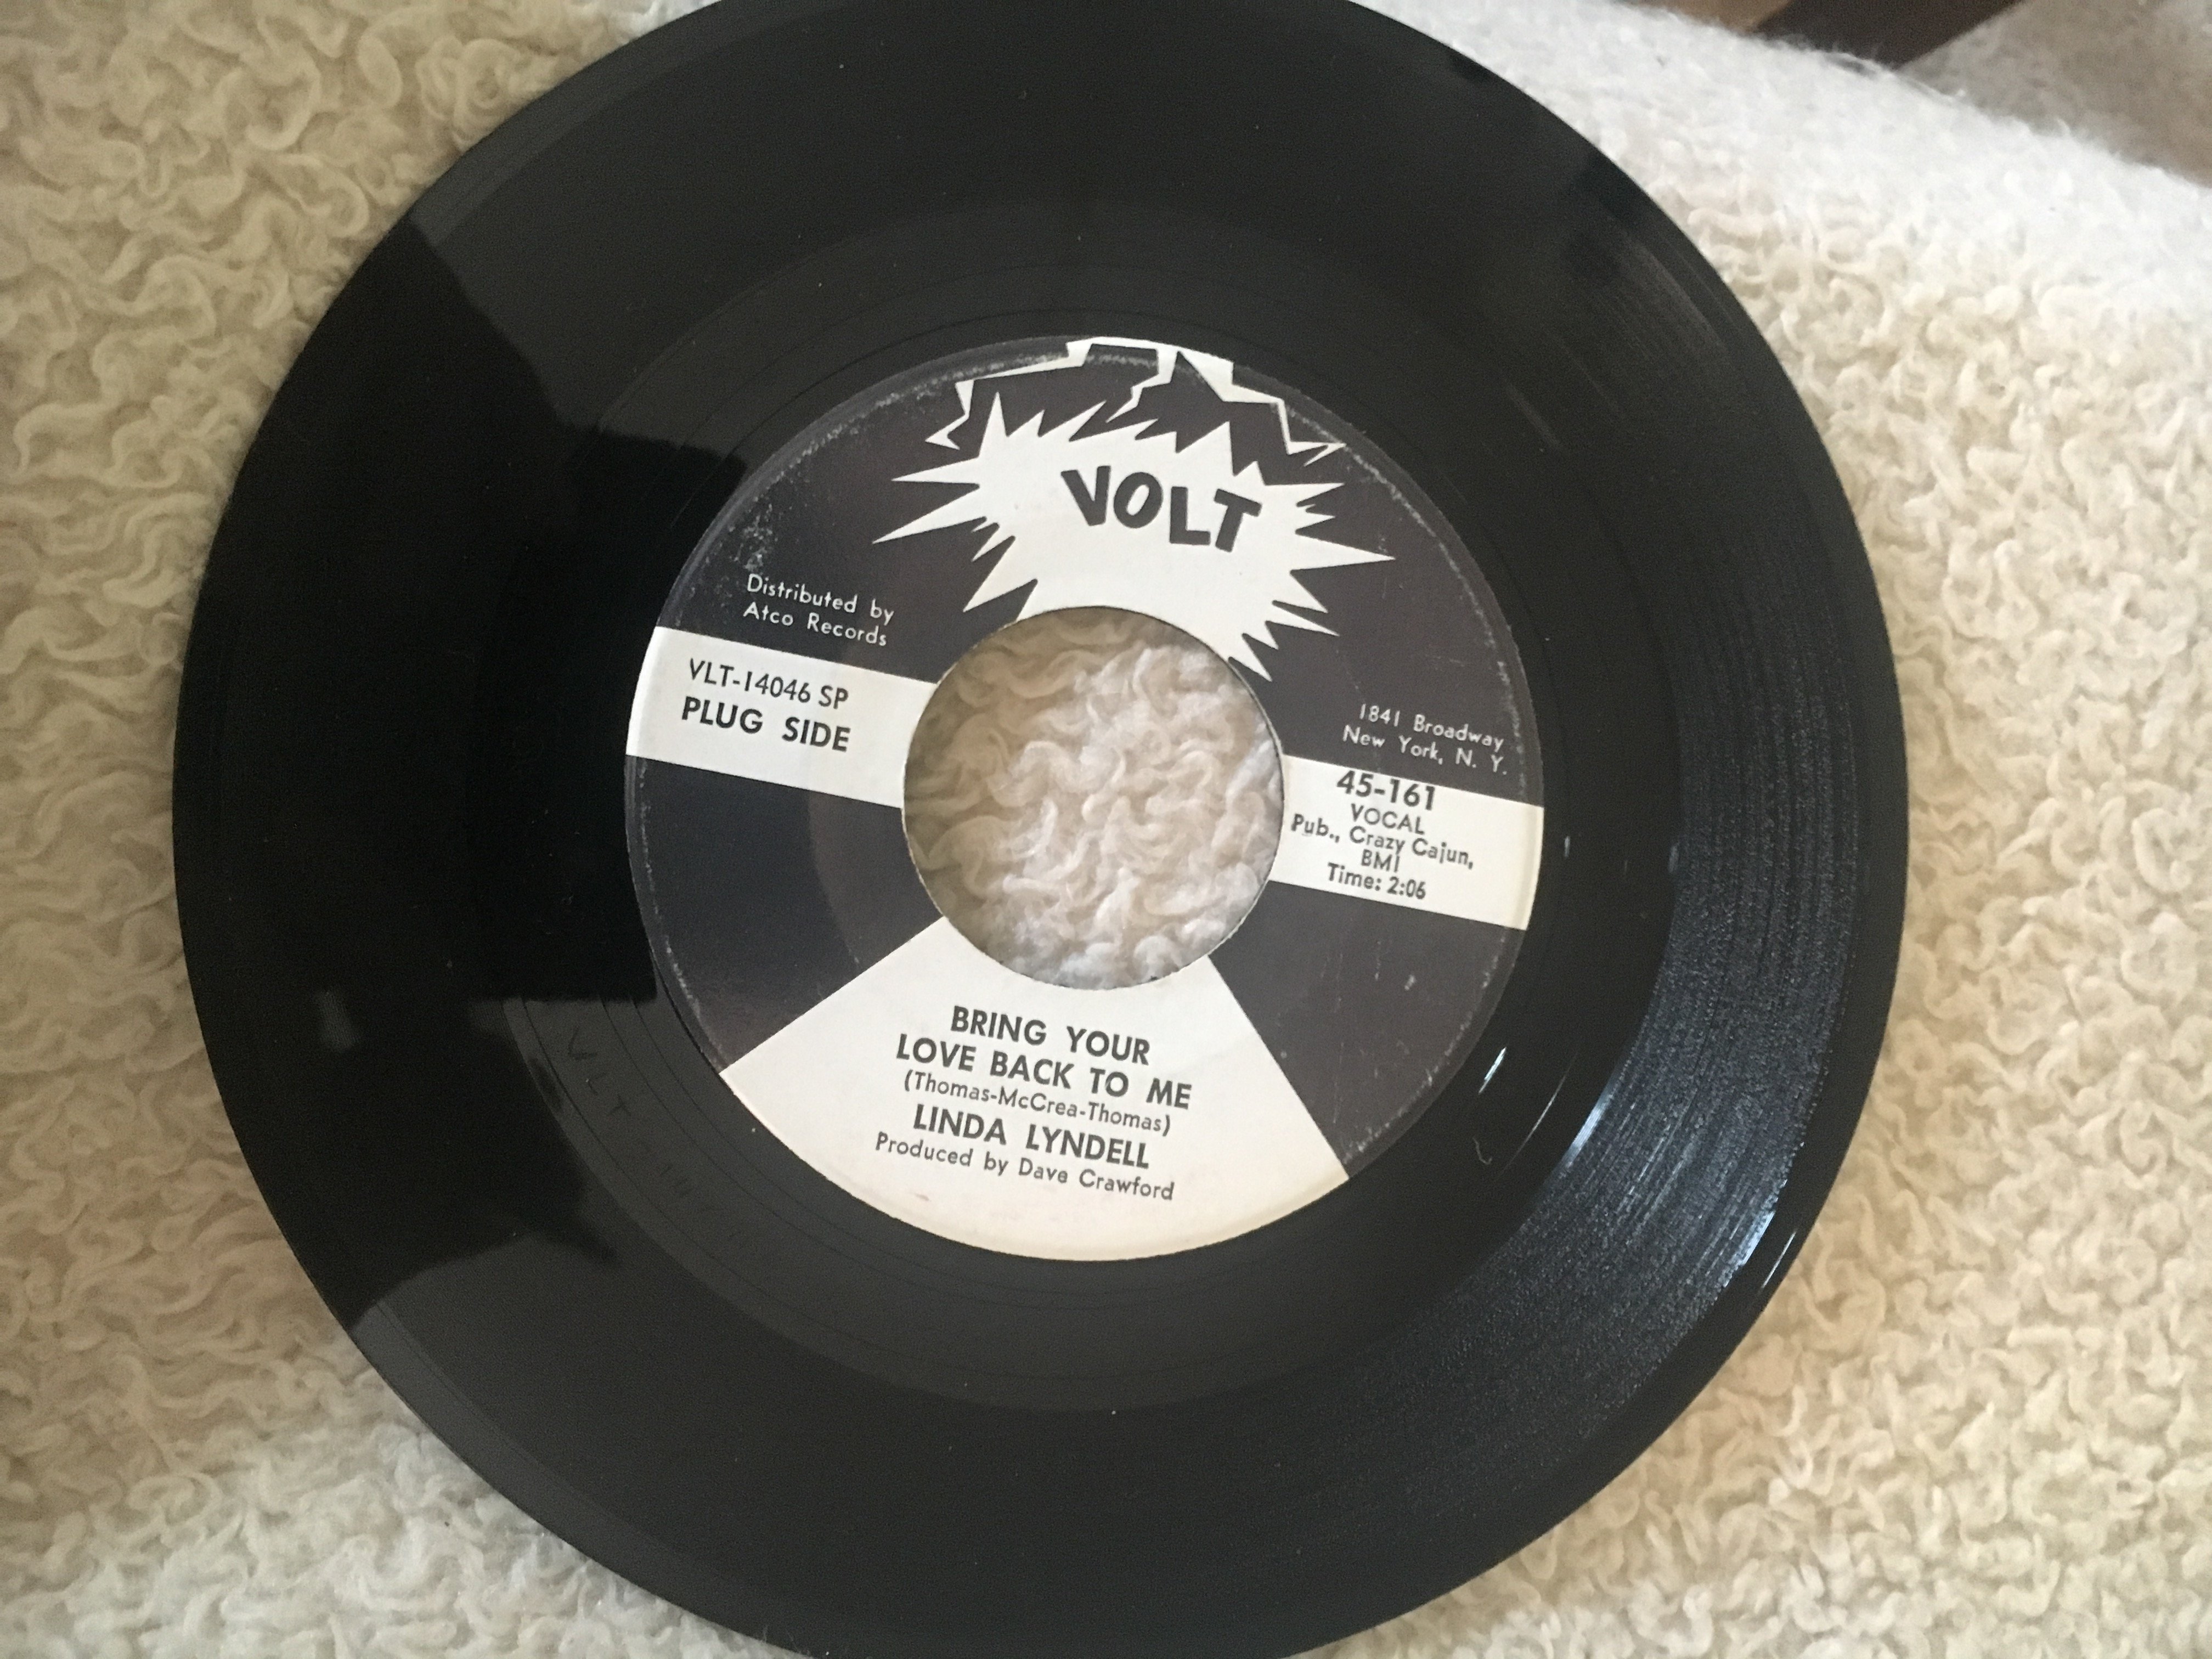 VOLT
Distributed by
Atco Records
VLT-14046 SP
PLUG SIDE
1841 Broadway
New York, N. Y.
45-161
VOCAL
Pub., Crazy Cajun,
BMI
Time: 2:06
BRING YOUR
LOVE BACK TO ME
(Thomas-McCrea-Thomas)
LINDA LYNDELL
Produced by Dave Crawford